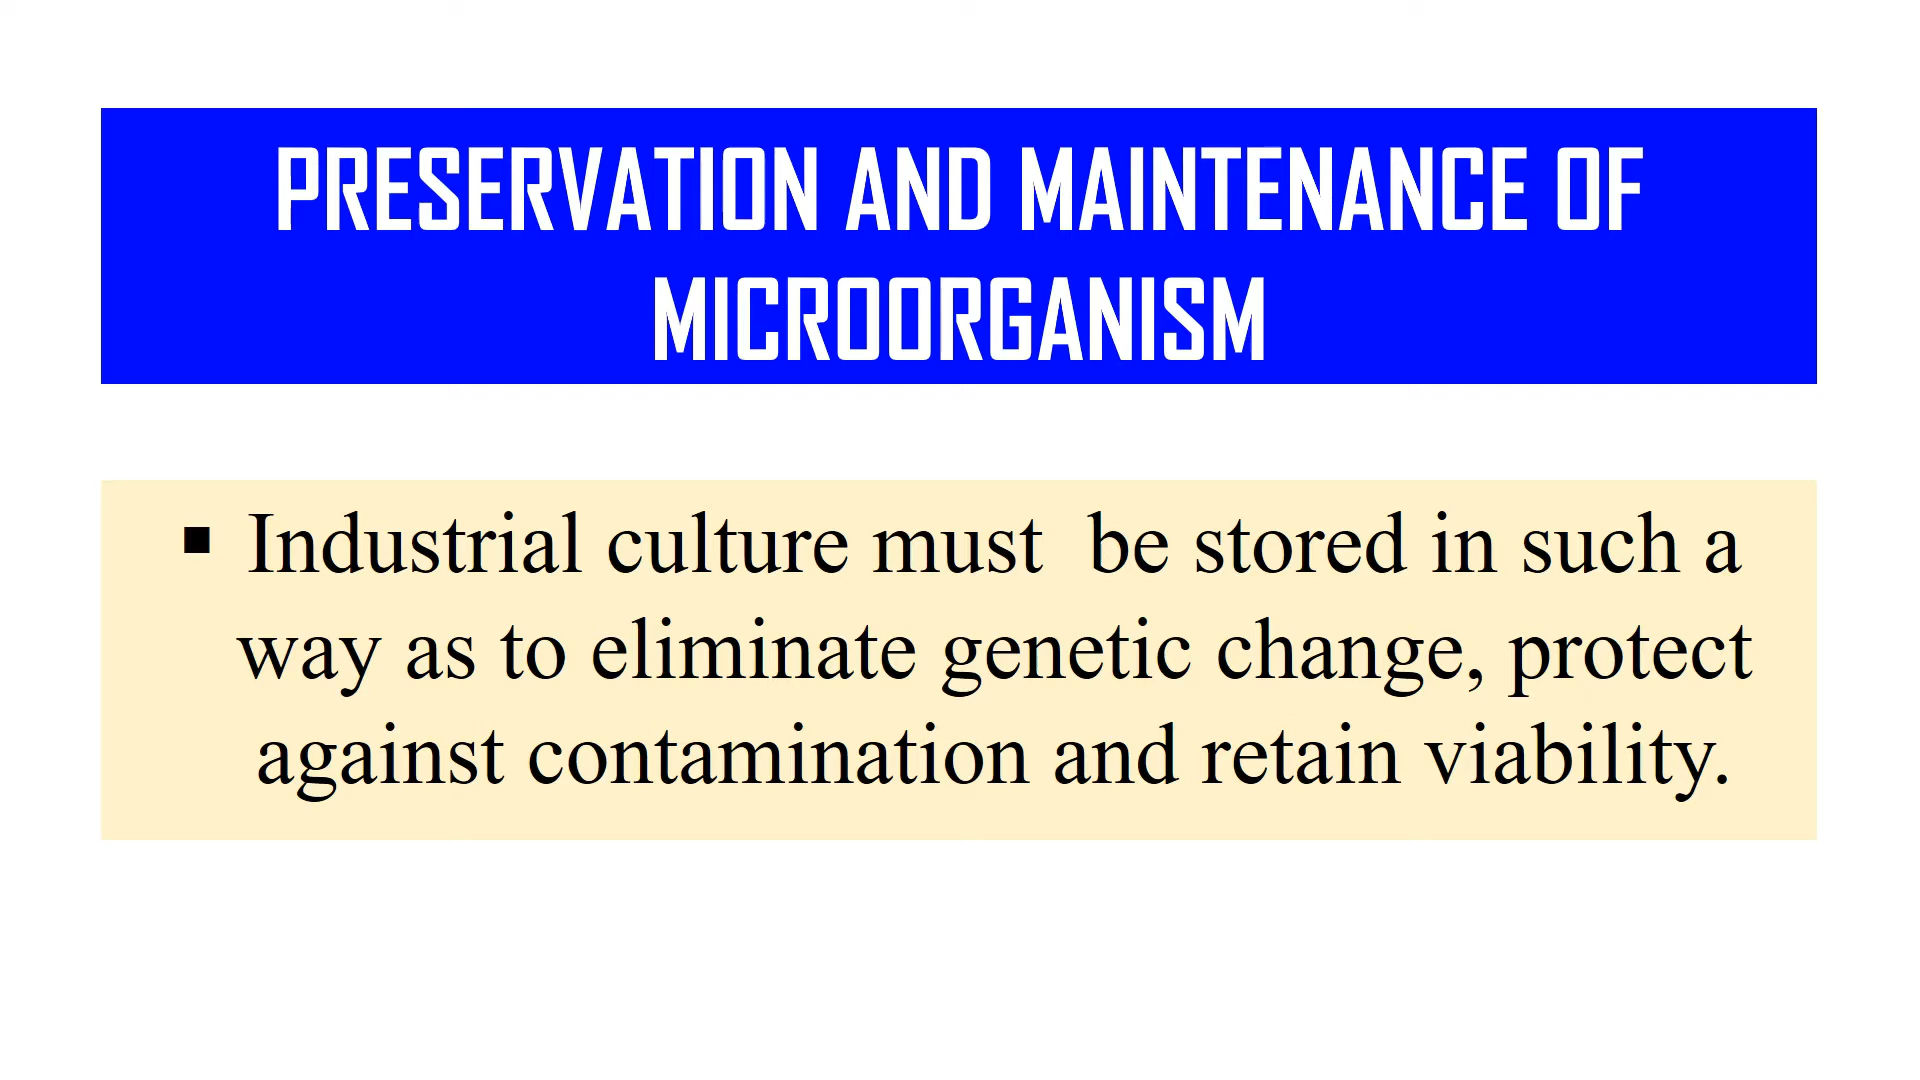 PRESERVATION AND MAINTENANCE OF
MICROORGANISM
▪ Industrial culture must  be stored in such a
way as to eliminate genetic change, protect
against contamination and retain viability.